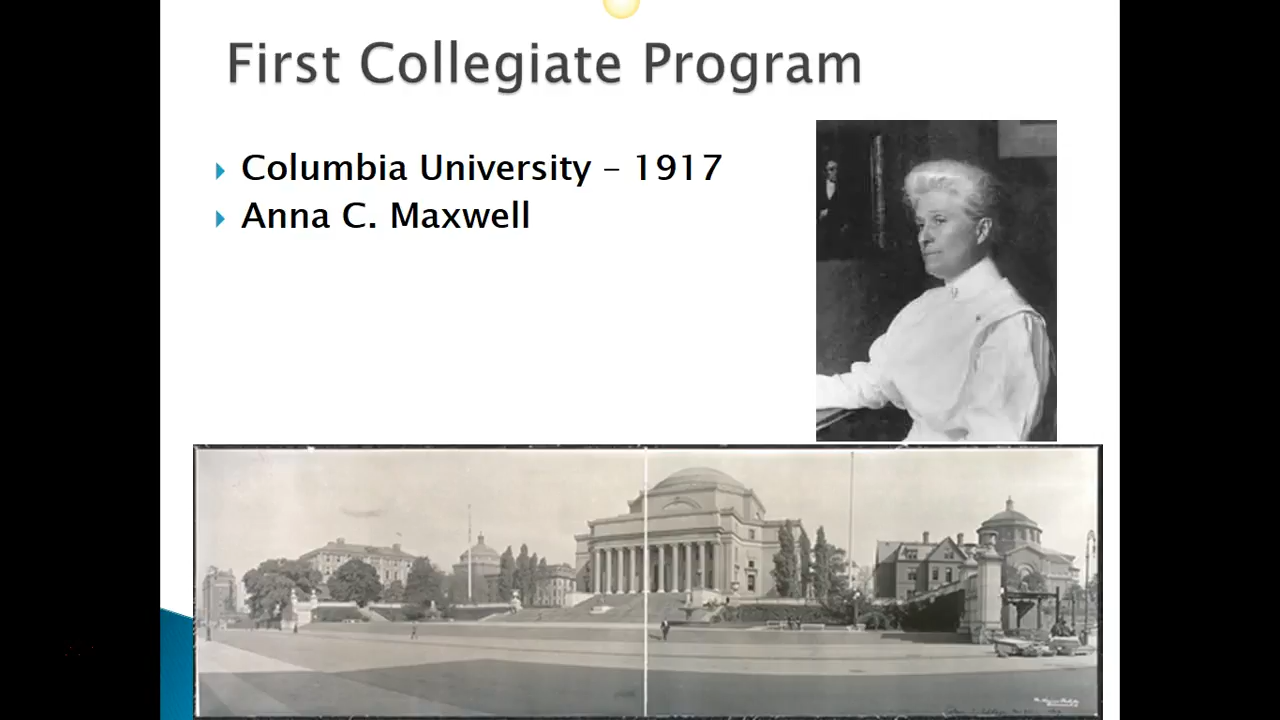 First Collegiate Program
Columbia University – 1917
Anna C. Maxwell